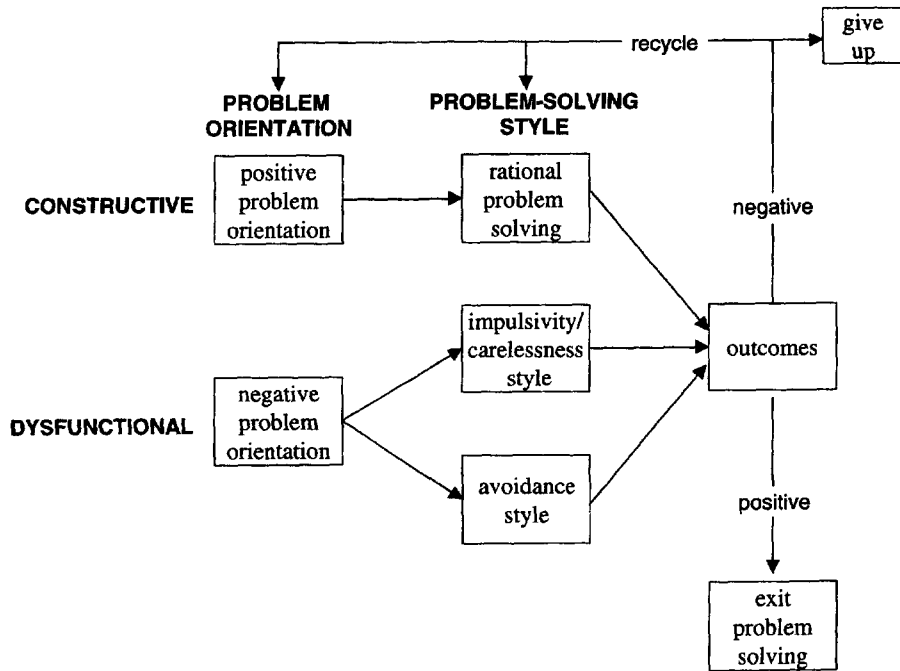 give
up
recycle
PROBLEM
ORIENTATION
PROBLEM-SOLVING
STYLE
CONSTRUCTIVE
positive
problem
orientation
rational
problem
solving
negative
impulsivity/
carelessness
style
outcomes
DYSFUNCTIONAL
negative
problem
orientation
avoidance
style
positive
exit
problem
solving